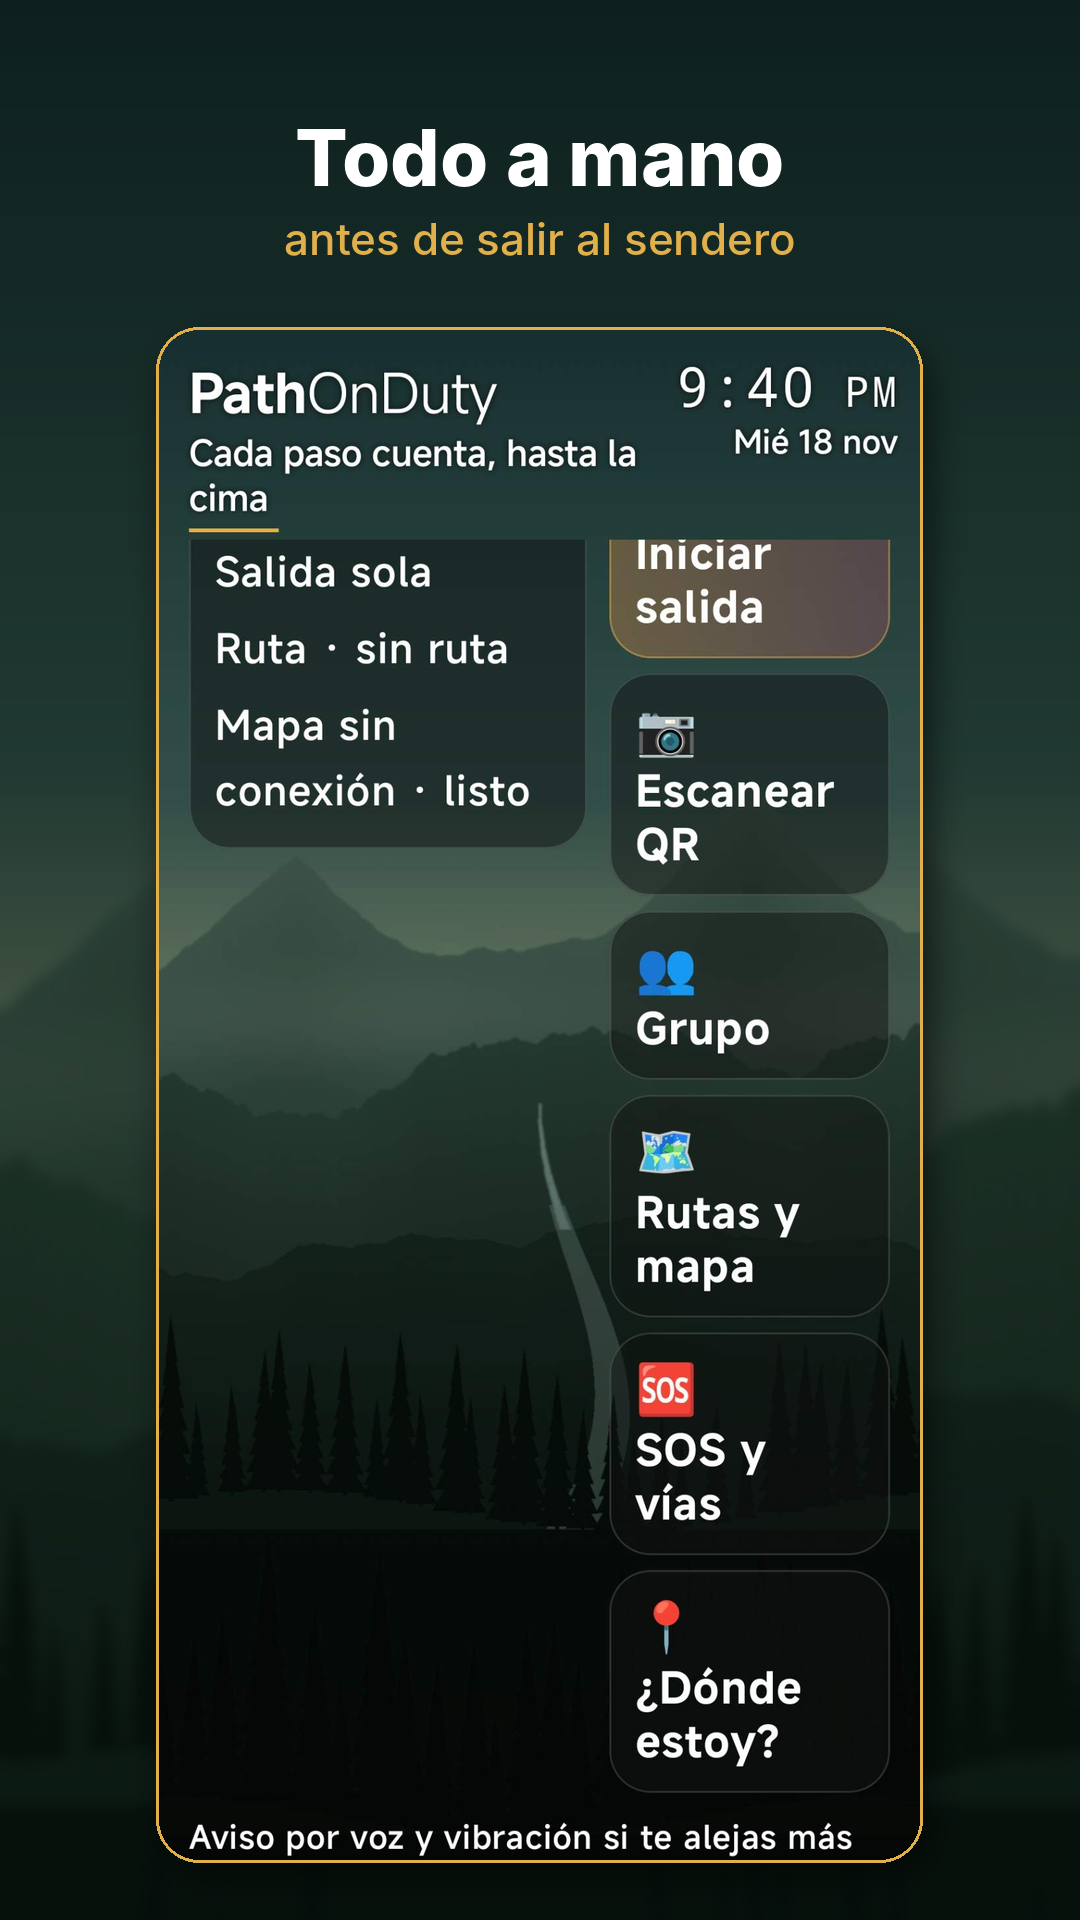 Todo a mano
antes de salir al sendero
PathOnDuty
9:40 PM
Mié 18 nov
Cada paso cuenta, hasta la
cima
Salida sola
Ruta · sin ruta
Mapa sin
conexión · listo
Iniciar
salida
Escanear
QR
Grupo
Rutas y
mapa
SOS
SOS y
vías
¿Dónde
estoy?
Aviso por voz y vibración si te alejas más